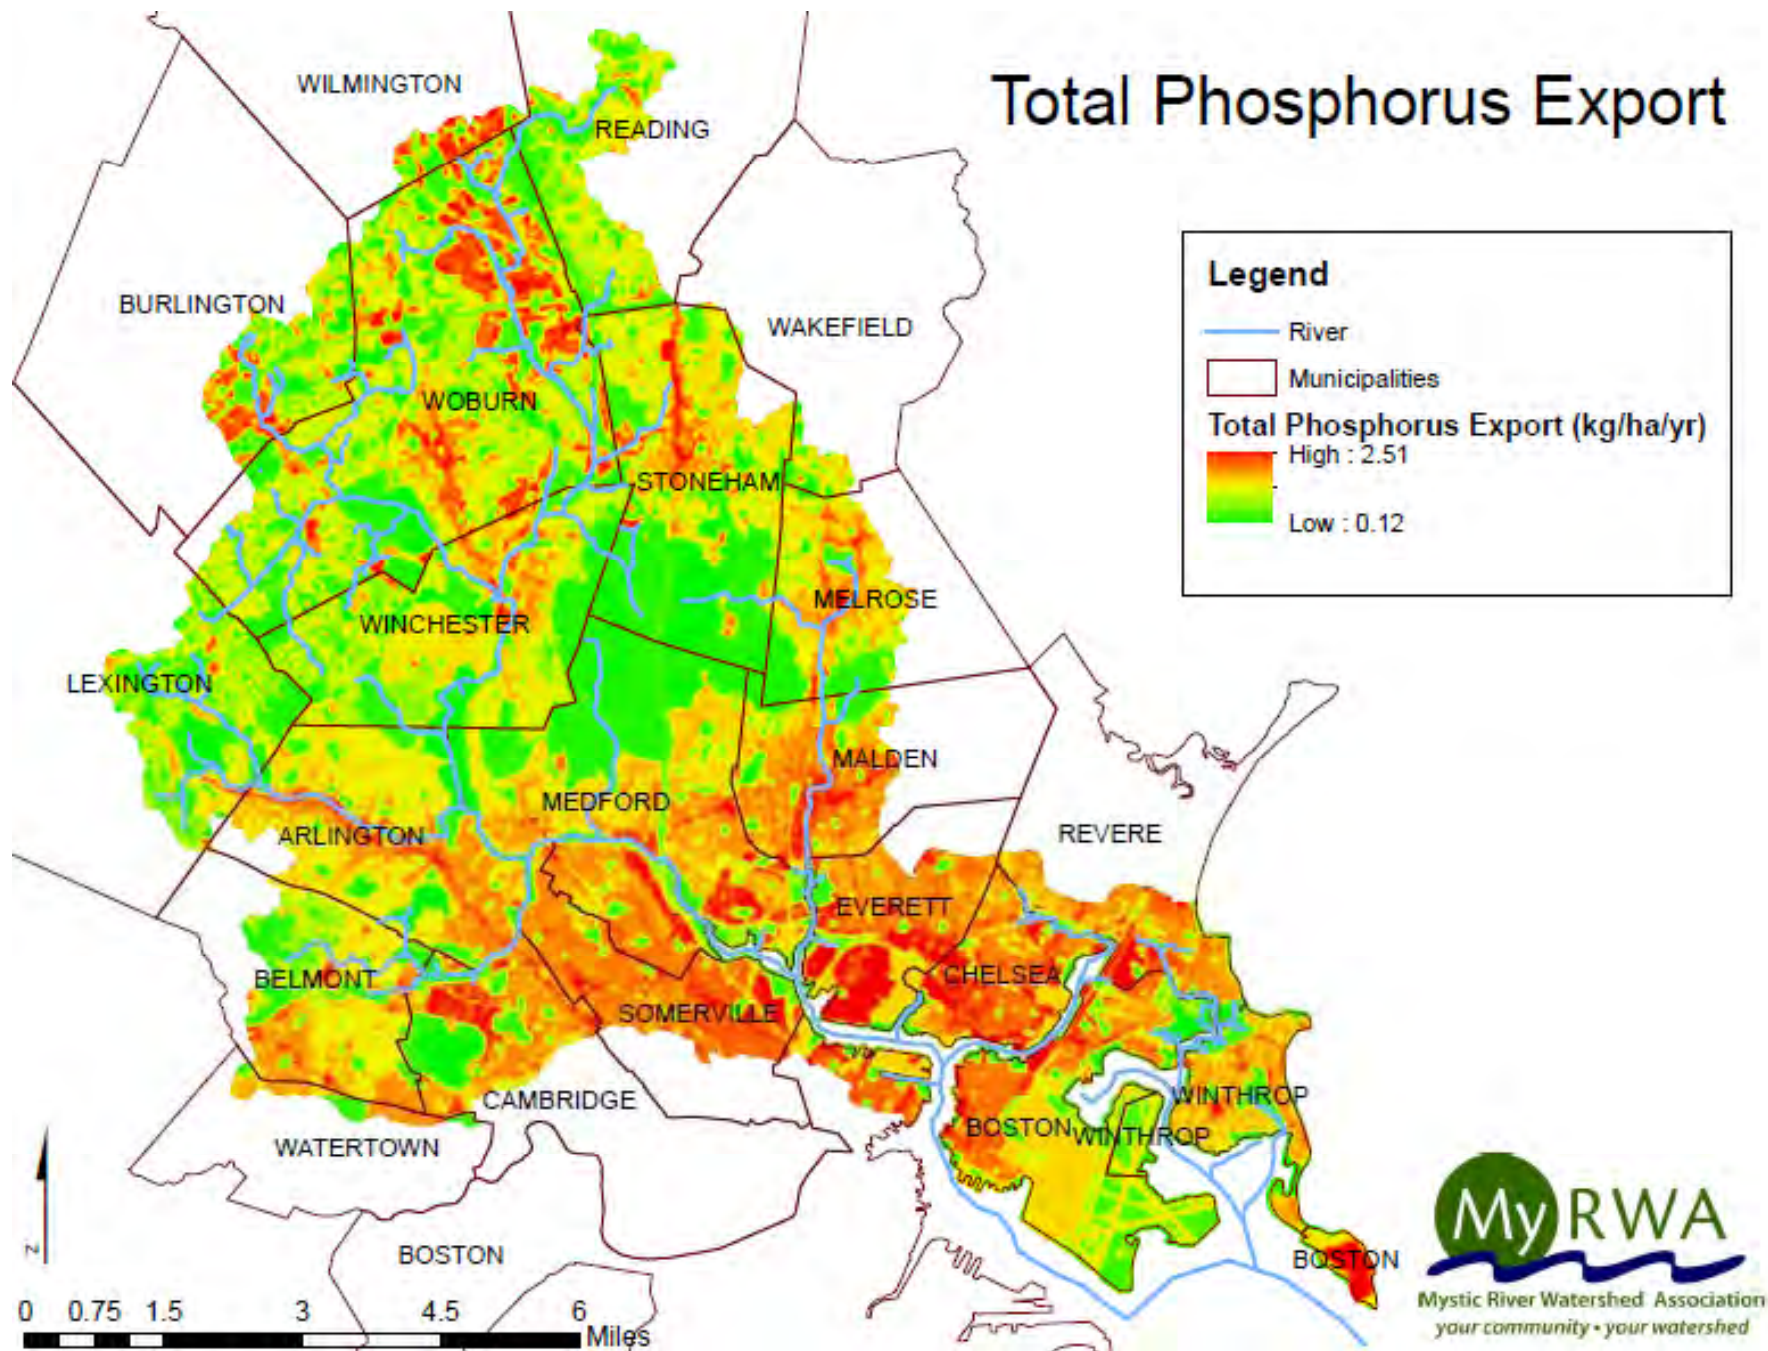 Total Phosphorus Export
WILMINGTON
READING
BURLINGTON
WAKEFIELD
WOBURN
STONEHAM
MELROSE
WINCHESTER
LEXINGTON
MALDEN
MEDFORD
ARLINGTON
REVERE
EVERETT
BELMONT
CHELSEA
SOMERVILLE
CAMBRIDGE
WINTHROP
BOSTON
WINTHROP
WATERTOWN
BOSTON
BOSTON
Legend
River
Municipalities
Total Phosphorus Export (kg/ha/yr)
High : 2.51
Low : 0.12
N
0 0.75 1.5 3 4.5 6
Miles
MyRWA
Mystic River Watershed Association
your community • your watershed